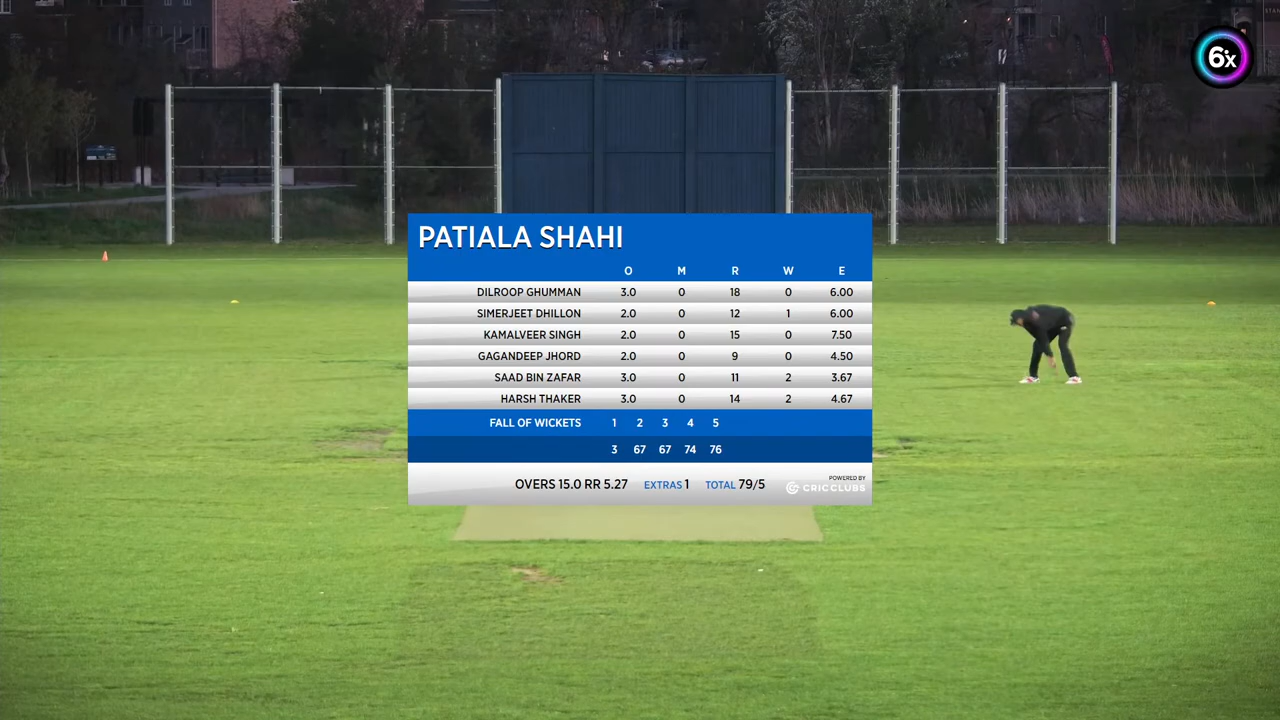 6x
PATIALA SHAHI
O M R W E
DILROOP GHUMMAN 3.0 0 18 0 6.00
SIMERJEET DHILLON 2.0 0 12 1 6.00
KAMALVEER SINGH 2.0 0 15 0 7.50
GAGANDEEP JHORD 2.0 0 9 0 4.50
SAAD BIN ZAFAR 3.0 0 11 2 3.67
HARSH THAKER 3.0 0 14 2 4.67
FALL OF WICKETS 1 2 3 4 5
3 67 67 74 76
OVERS 15.0 RR 5.27 EXTRAS 1 TOTAL 79/5
POWERED BY
CRICCLUBS